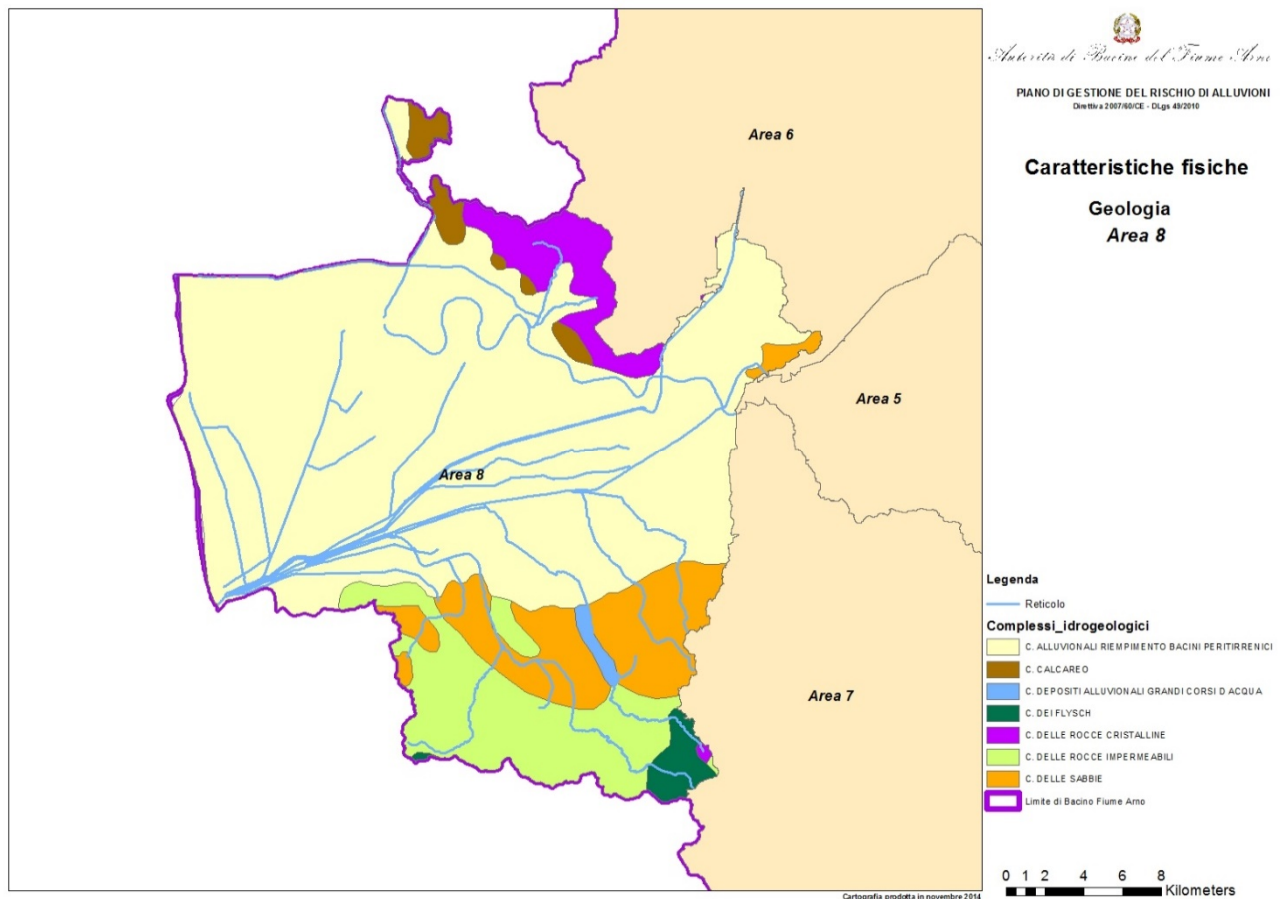 Autorità di Bacino del Fiume Arno
PIANO DI GESTIONE DEL RISCHIO DI ALLUVIONI
Direttiva 2007/60/CE - DLgs 49/2010
Caratteristiche fisiche
Geologia
Area 8
Area 6
Area 5
Area 8
Area 7
Legenda
Reticolo
Complessi_idrogeologici
C. ALLUVIONALI RIEMPIMENTO BACINI PERITIRRENICI
C. CALCAREO
C. DEPOSITI ALLUVIONALI GRANDI CORSI D ACQUA
C. DEI FLYSCH
C. DELLE ROCCE CRISTALLINE
C. DELLE ROCCE IMPERMEABILI
C. DELLE SABBIE
Limite di Bacino Fiume Arno
0 1 2 4 6 8
Kilometers
Cartografia prodotta in novembre 2014